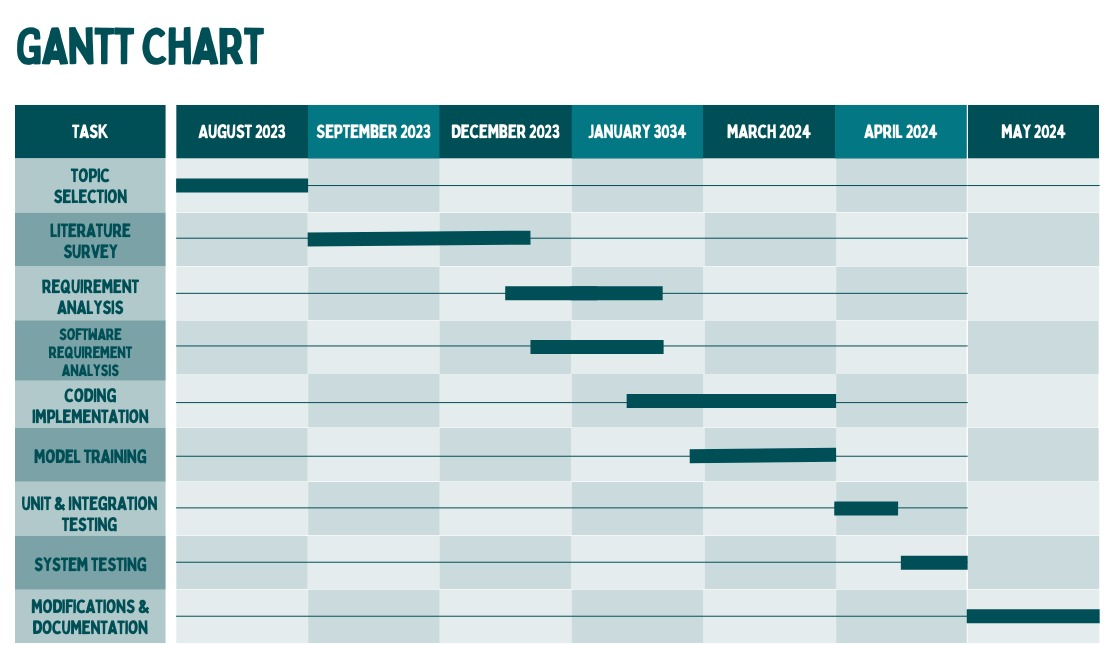 GANTT CHART
TASK
AUGUST 2023
SEPTEMBER 2023
DECEMBER 2023
JANUARY 3034
MARCH 2024
APRIL 2024
MAY 2024
TOPIC
SELECTION
LITERATURE
SURVEY
REQUIREMENT
ANALYSIS
SOFTWARE
REQUIREMENT
ANALYSIS
CODING
IMPLEMENTATION
MODEL TRAINING
UNIT & INTEGRATION
TESTING
SYSTEM TESTING
MODIFICATIONS &
DOCUMENTATION